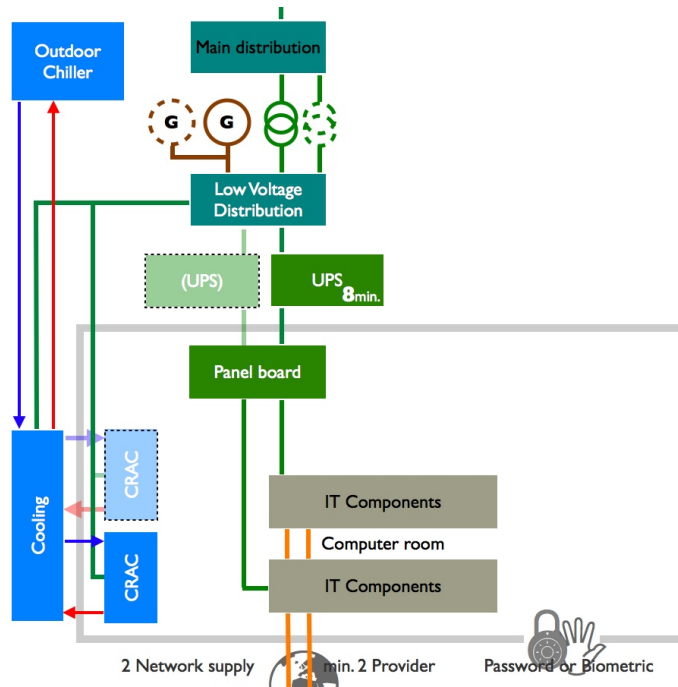 Outdoor
Chiller
Main distribution
G
G
Low Voltage
Distribution
(UPS)
UPS
8min.
Panel board
CRAC
Cooling
CRAC
IT Components
Computer room
IT Components
2 Network supply
min. 2 Provider
Password or Biometric